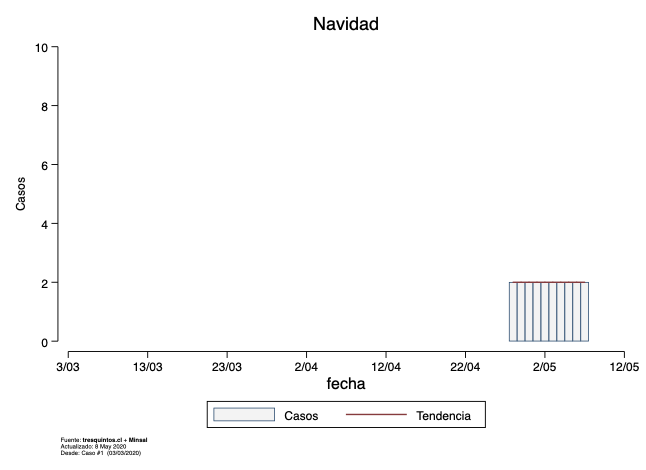 Navidad
Casos
10
8
6
4
2
0
3/03 13/03 23/03 2/04 12/04 22/04 2/05 12/05
fecha
Casos Tendencia
Fuente: tresquintos.cl + Minsal
Actualizado: 8 May 2020
Desde: Caso #1 (03/03/2020)